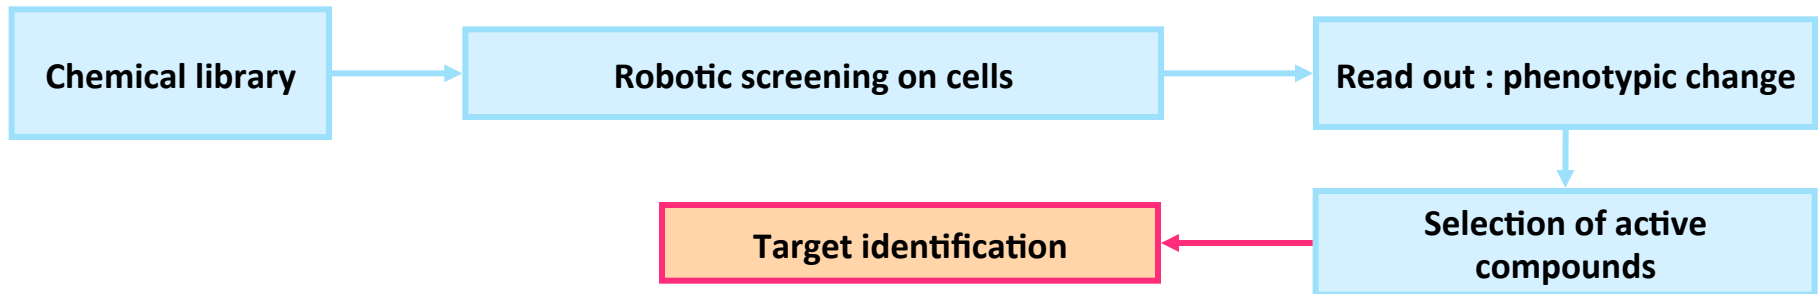 Chemical library
Robotic screening on cells
Read out : phenotypic change
Selection of active
compounds
Target identification